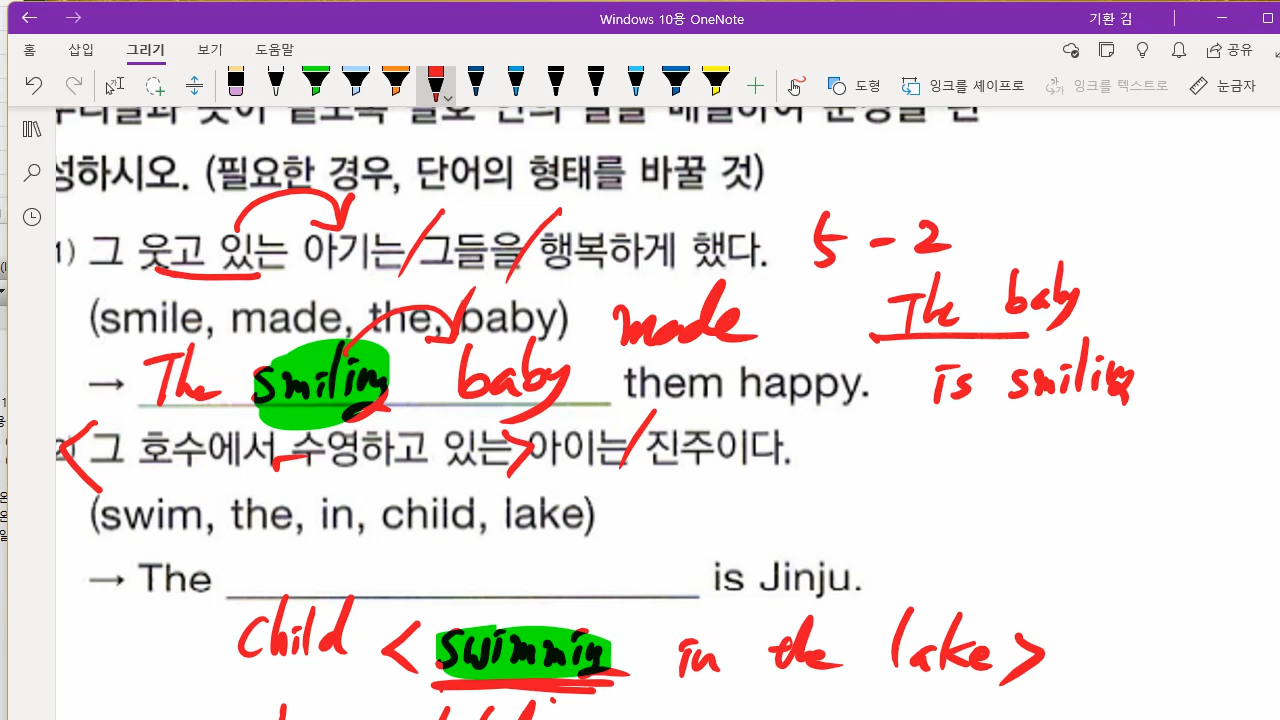 Windows 10용 OneNote
기환 김
홈 삽입 그리기 보기 도움말
공유
도형 잉크를 셰이프로 잉크를 텍스트로 눈금자
성하시오. (필요한 경우, 단어의 형태를 바꿀 것)
1) 그 웃고 있는 아기는 / 그들을 / 행복하게 했다. 5-2
(smile, made, the, baby) made The baby
→ The smiling baby them happy. is smiling
2) < 그 호수에서 수영하고 있는 > 아이는 / 진주이다.
(swim, the, in, child, lake)
→ The is Jinju.
child < swimming in the lake >